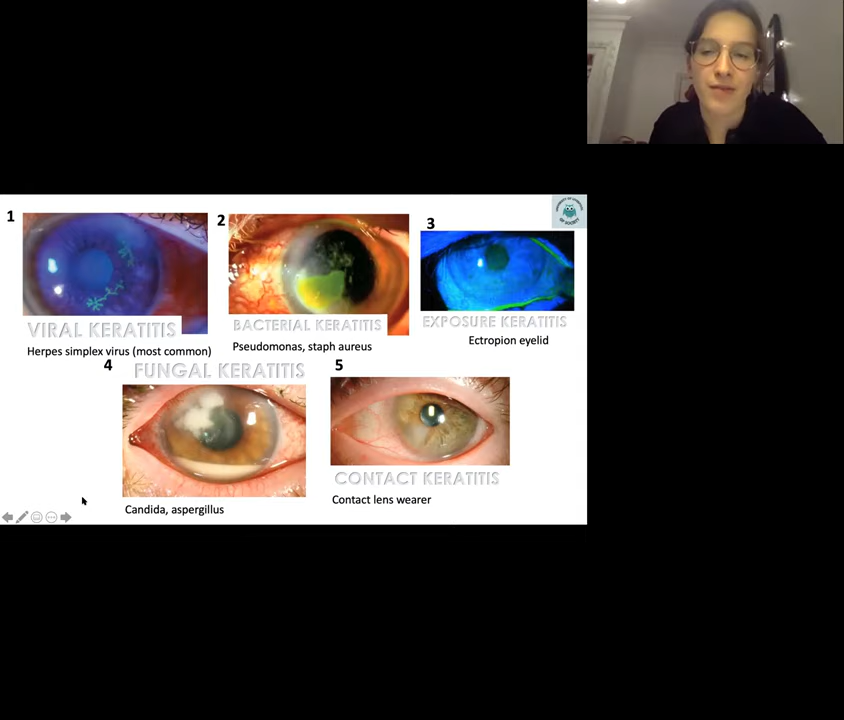 1
2
3
VIRAL KERATITIS
BACTERIAL KERATITIS
EXPOSURE KERATITIS
Herpes simplex virus (most common)
Pseudomonas, staph aureus
Ectropion eyelid
4
FUNGAL KERATITIS
5
CONTACT KERATITIS
Candida, aspergillus
Contact lens wearer